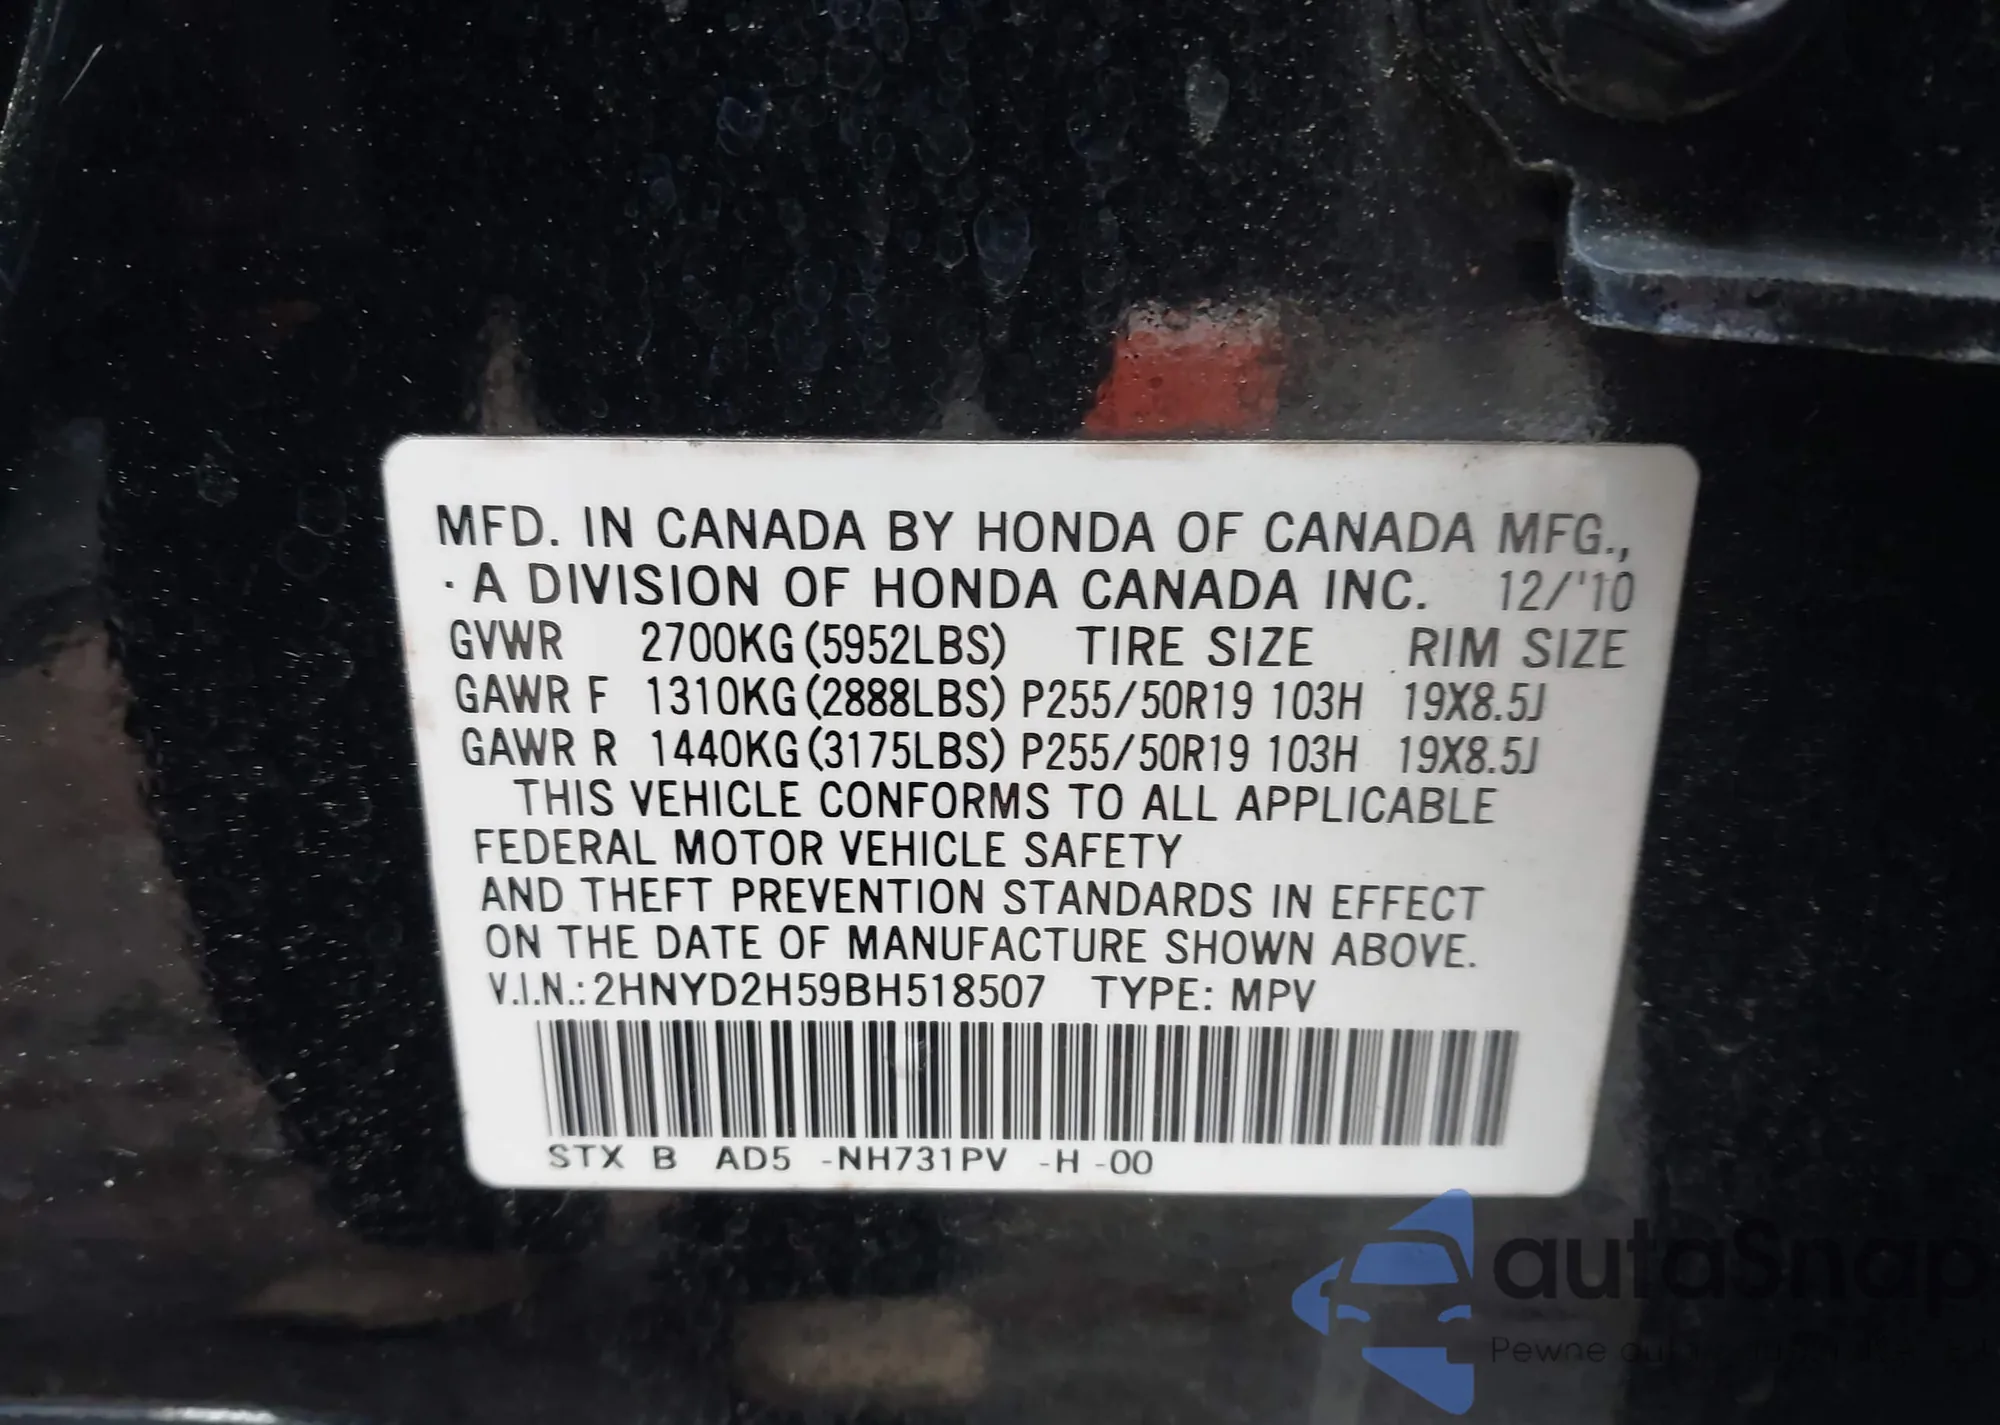 MFD. IN CANADA BY HONDA OF CANADA MFG.,
· A DIVISION OF HONDA CANADA INC. 12/'10
GVWR 2700KG (5952LBS) TIRE SIZE RIM SIZE
GAWR F 1310KG (2888LBS) P255/50R19 103H 19X8.5J
GAWR R 1440KG (3175LBS) P255/50R19 103H 19X8.5J
THIS VEHICLE CONFORMS TO ALL APPLICABLE
FEDERAL MOTOR VEHICLE SAFETY
AND THEFT PREVENTION STANDARDS IN EFFECT
ON THE DATE OF MANUFACTURE SHOWN ABOVE.
V.I.N.: 2HNYD2H59BH518507 TYPE: MPV
STX B AD5 -NH731PV -H -00
autaSnap
Pewne auta